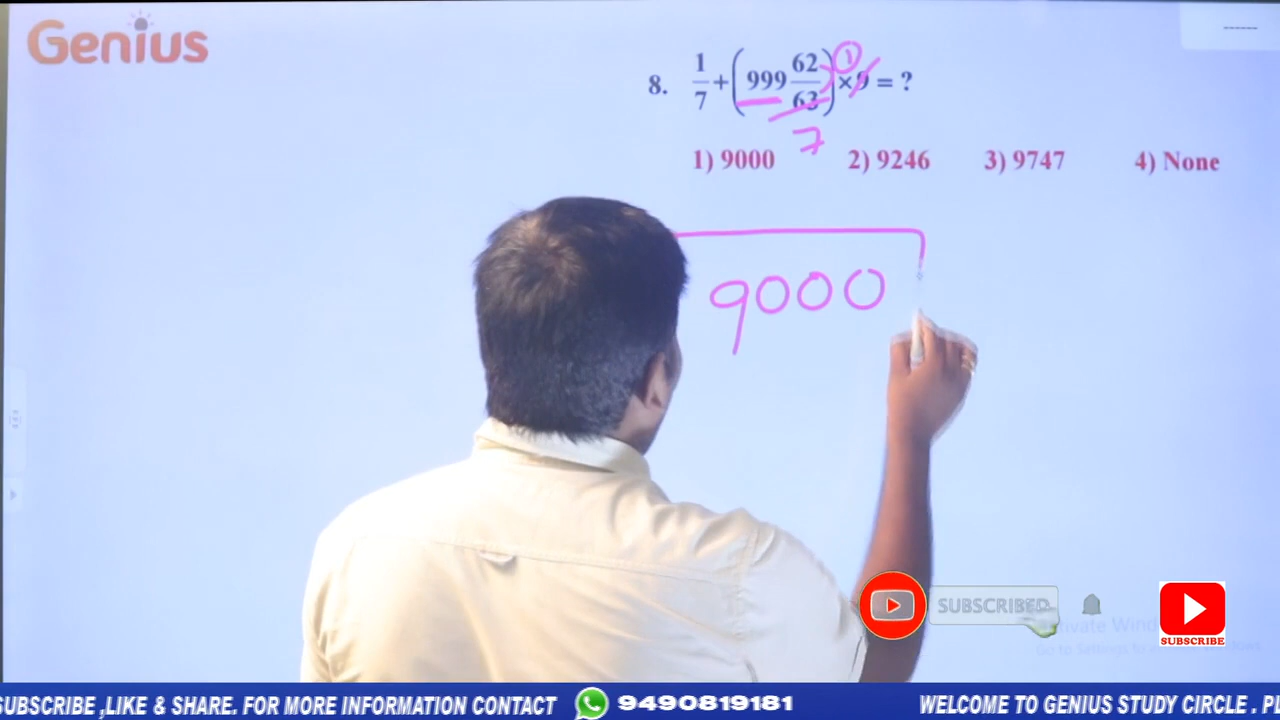 Genius
8. 1/7 + (999 62/63) × 9 = ?
1
7
1) 9000 2) 9246 3) 9747 4) None
9000
SUBSCRIBED
SUBSCRIBE
SUBSCRIBE ,LIKE & SHARE. FOR MORE INFORMATION CONTACT 9490819181 WELCOME TO GENIUS STUDY CIRCLE .